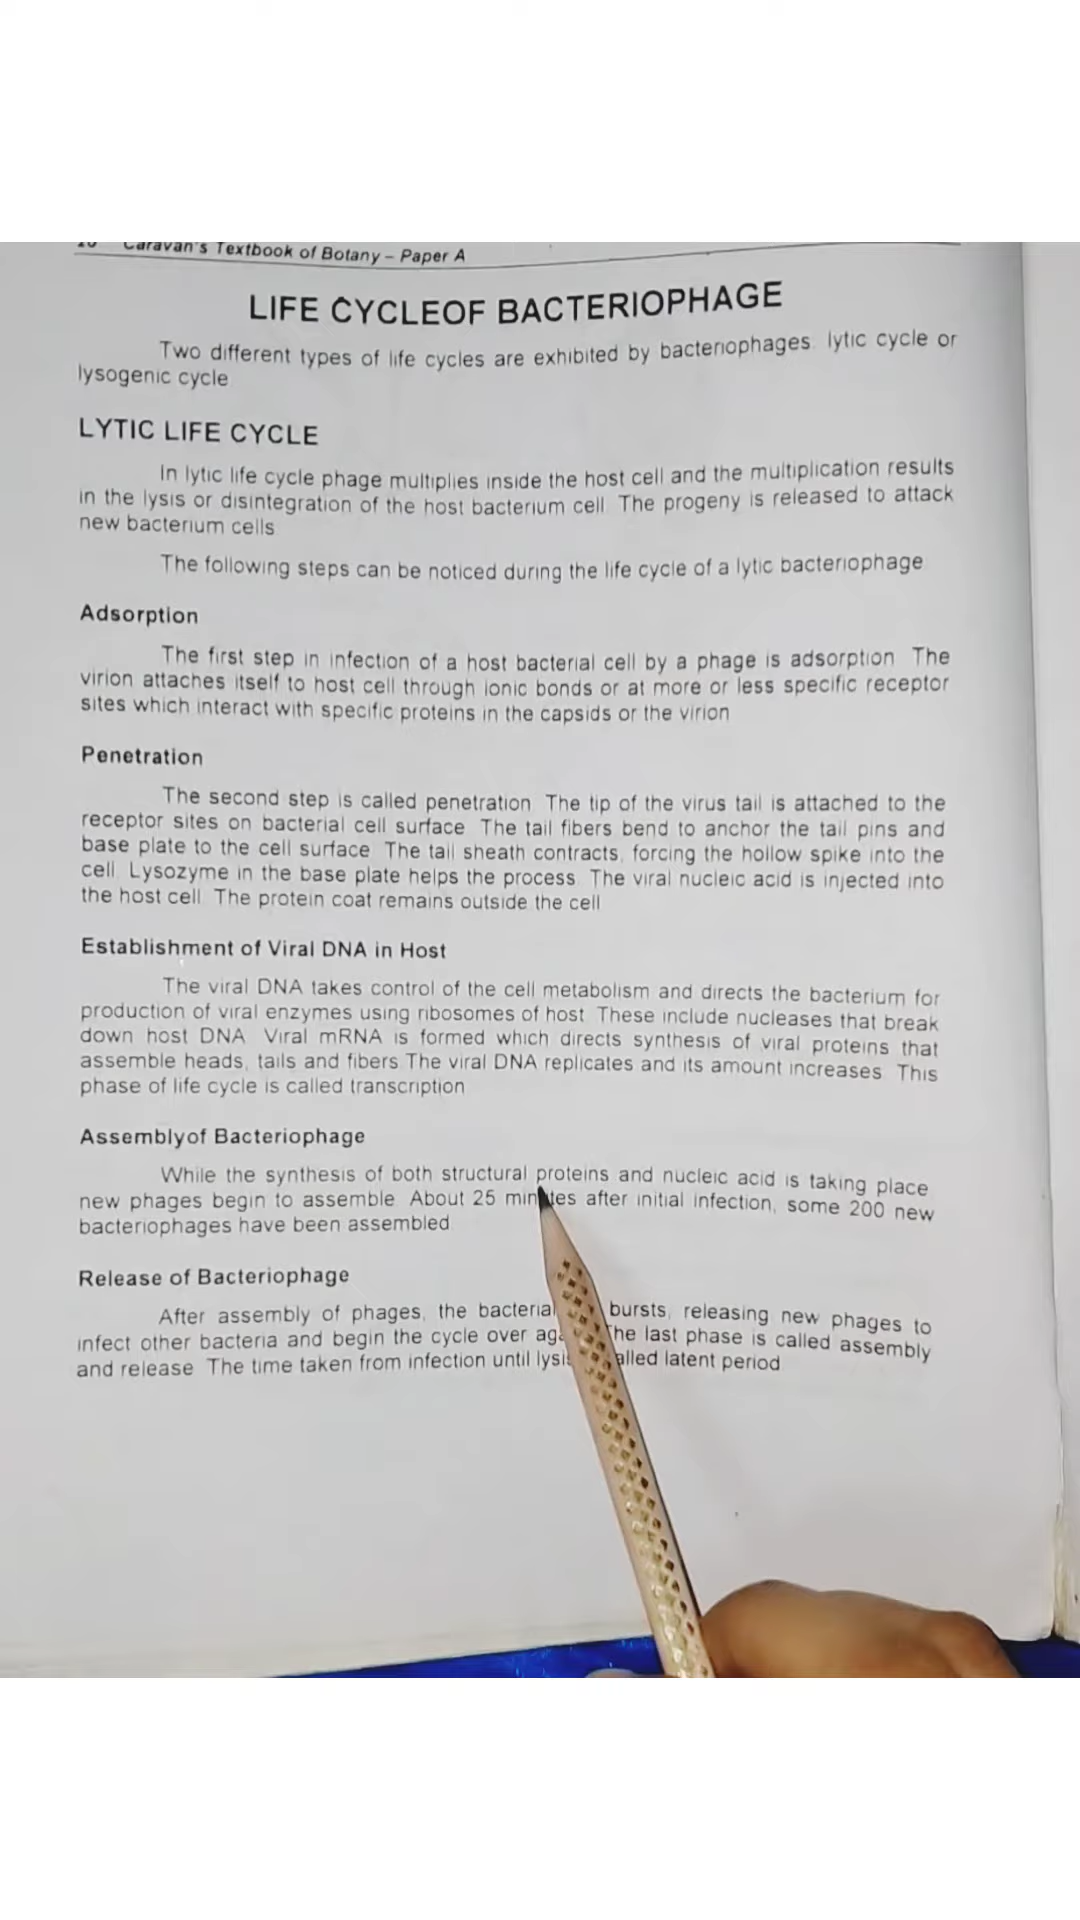 Caravan's Textbook of Botany – Paper A
LIFE CYCLEOF BACTERIOPHAGE
Two different types of life cycles are exhibited by bacteriophages lytic cycle or
lysogenic cycle
LYTIC LIFE CYCLE
In lytic life cycle phage multiplies inside the host cell and the multiplication results
in the lysis or disintegration of the host bacterium cell The progeny is released to attack
new bacterium cells
The following steps can be noticed during the life cycle of a lytic bacteriophage
Adsorption
The first step in infection of a host bacterial cell by a phage is adsorption The
virion attaches itself to host cell through ionic bonds or at more or less specific receptor
sites which interact with specific proteins in the capsids or the virion
Penetration
The second step is called penetration The tip of the virus tail is attached to the
receptor sites on bacterial cell surface The tail fibers bend to anchor the tail pins and
base plate to the cell surface The tail sheath contracts, forcing the hollow spike into the
cell Lysozyme in the base plate helps the process The viral nucleic acid is injected into
the host cell The protein coat remains outside the cell
Establishment of Viral DNA in Host
The viral DNA takes control of the cell metabolism and directs the bacterium for
production of viral enzymes using ribosomes of host These include nucleases that break
down host DNA Viral mRNA is formed which directs synthesis of viral proteins that
assemble heads, tails and fibers The viral DNA replicates and its amount increases This
phase of life cycle is called transcription
Assemblyof Bacteriophage
While the synthesis of both structural proteins and nucleic acid is taking place
new phages begin to assemble About 25 minutes after initial infection, some 200 new
bacteriophages have been assembled
Release of Bacteriophage
After assembly of phages, the bacterial bursts, releasing new phages to
infect other bacteria and begin the cycle over The last phase is called assembly
and release The time taken from infection until lysis called latent period